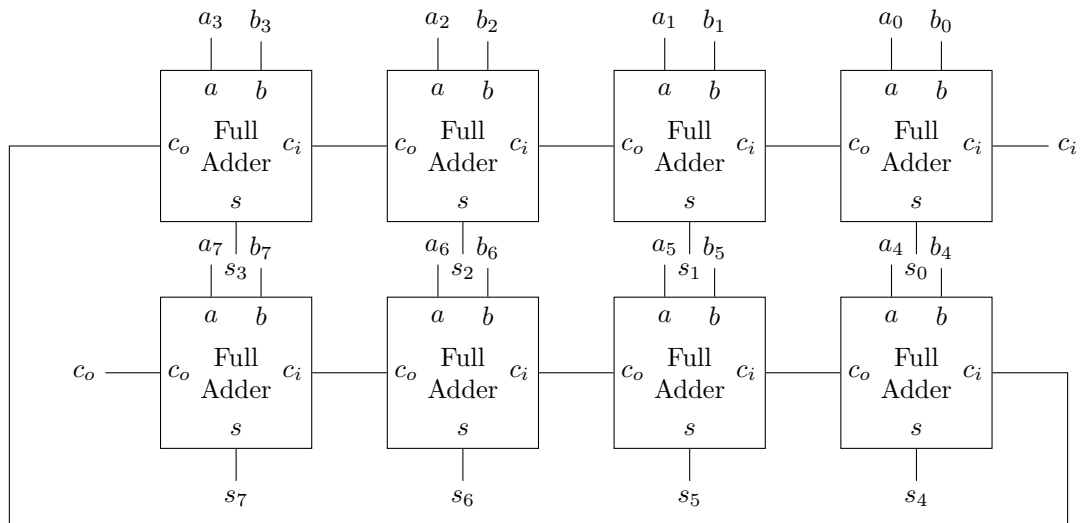 a₃ b₃ a₂ b₂ a₁ b₁ a₀ b₀
a b a b a b a b
Full Full Full Full
cₒ cᵢ cₒ cᵢ cₒ cᵢ cₒ cᵢ cᵢ
Adder Adder Adder Adder
s s s s
a₇ b₇ a₆ b₆ a₅ b₅ a₄ b₄
s₃ s₂ s₁ s₀
a b a b a b a b
Full Full Full Full
cₒ cₒ cᵢ cₒ cᵢ cₒ cᵢ cₒ cᵢ
Adder Adder Adder Adder
s s s s
s₇ s₆ s₅ s₄